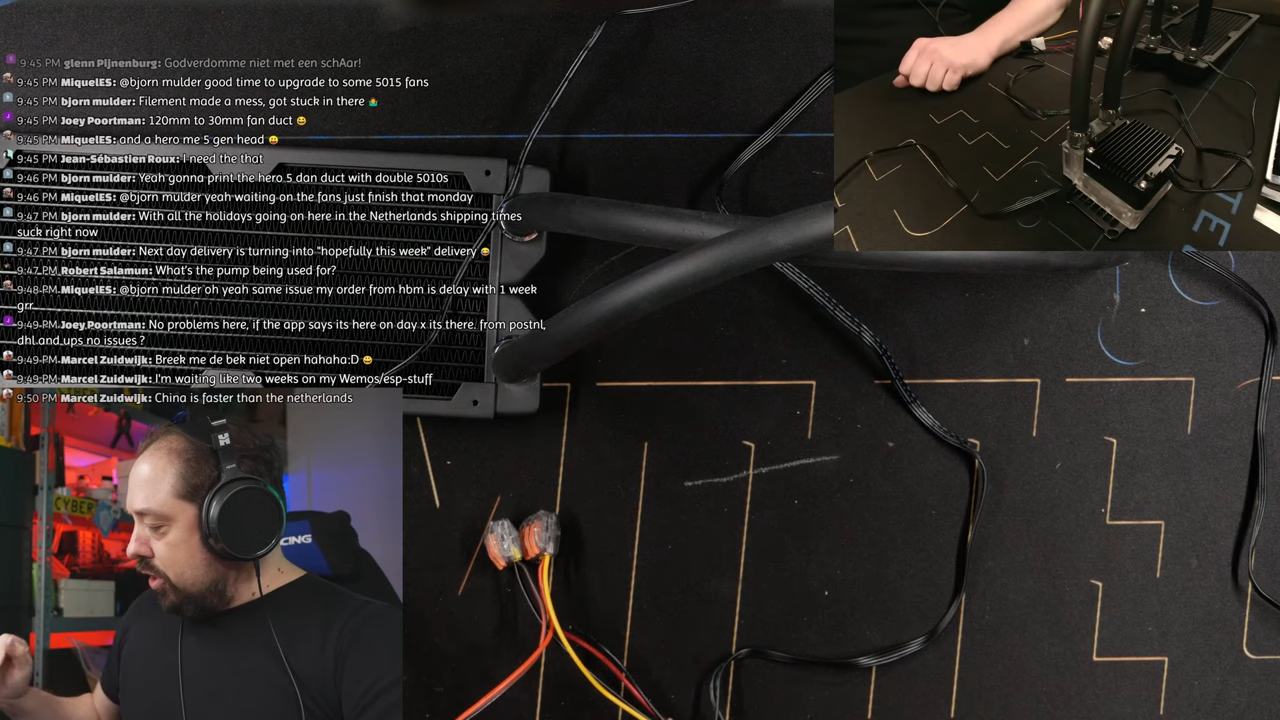 9:45 PM glenn Pijnenburg: Godverdomme niet met een schAar!
9:45 PM MiquelES: @bjorn mulder good time to upgrade to some 5015 fans
9:45 PM bjorn mulder: Filement made a mess, got stuck in there 🤷‍♂️
9:45 PM Joey Poortman: 120mm to 30mm fan duct 😄
9:45 PM MiquelES: and a hero me 5 gen head 😀
9:45 PM Jean-Sébastien Roux: I need the that
9:46 PM bjorn mulder: Yeah gonna print the hero 5 dan duct with double 5010s
9:46 PM MiquelES: @bjorn mulder yeah waiting on the fans just finish that monday
9:47 PM bjorn mulder: With all the holidays going on here in the Netherlands shipping times
suck right now
9:47 PM bjorn mulder: Next day delivery is turning into "hopefully this week" delivery 😂
9:47 PM Robert Salamun: What's the pump being used for?
9:48 PM MiquelES: @bjorn mulder oh yeah same issue my order from hbm is delay with 1 week
grr
9:49 PM Joey Poortman: No problems here, if the app says its here on day x its there. from postnl,
dhl and ups no issues ?
9:49 PM Marcel Zuidwijk: Breek me de bek niet open hahaha:D 😀
9:49 PM Marcel Zuidwijk: I'm waiting like two weeks on my Wemos/esp-stuff
9:50 PM Marcel Zuidwijk: China is faster than the netherlands
CYBER
CING